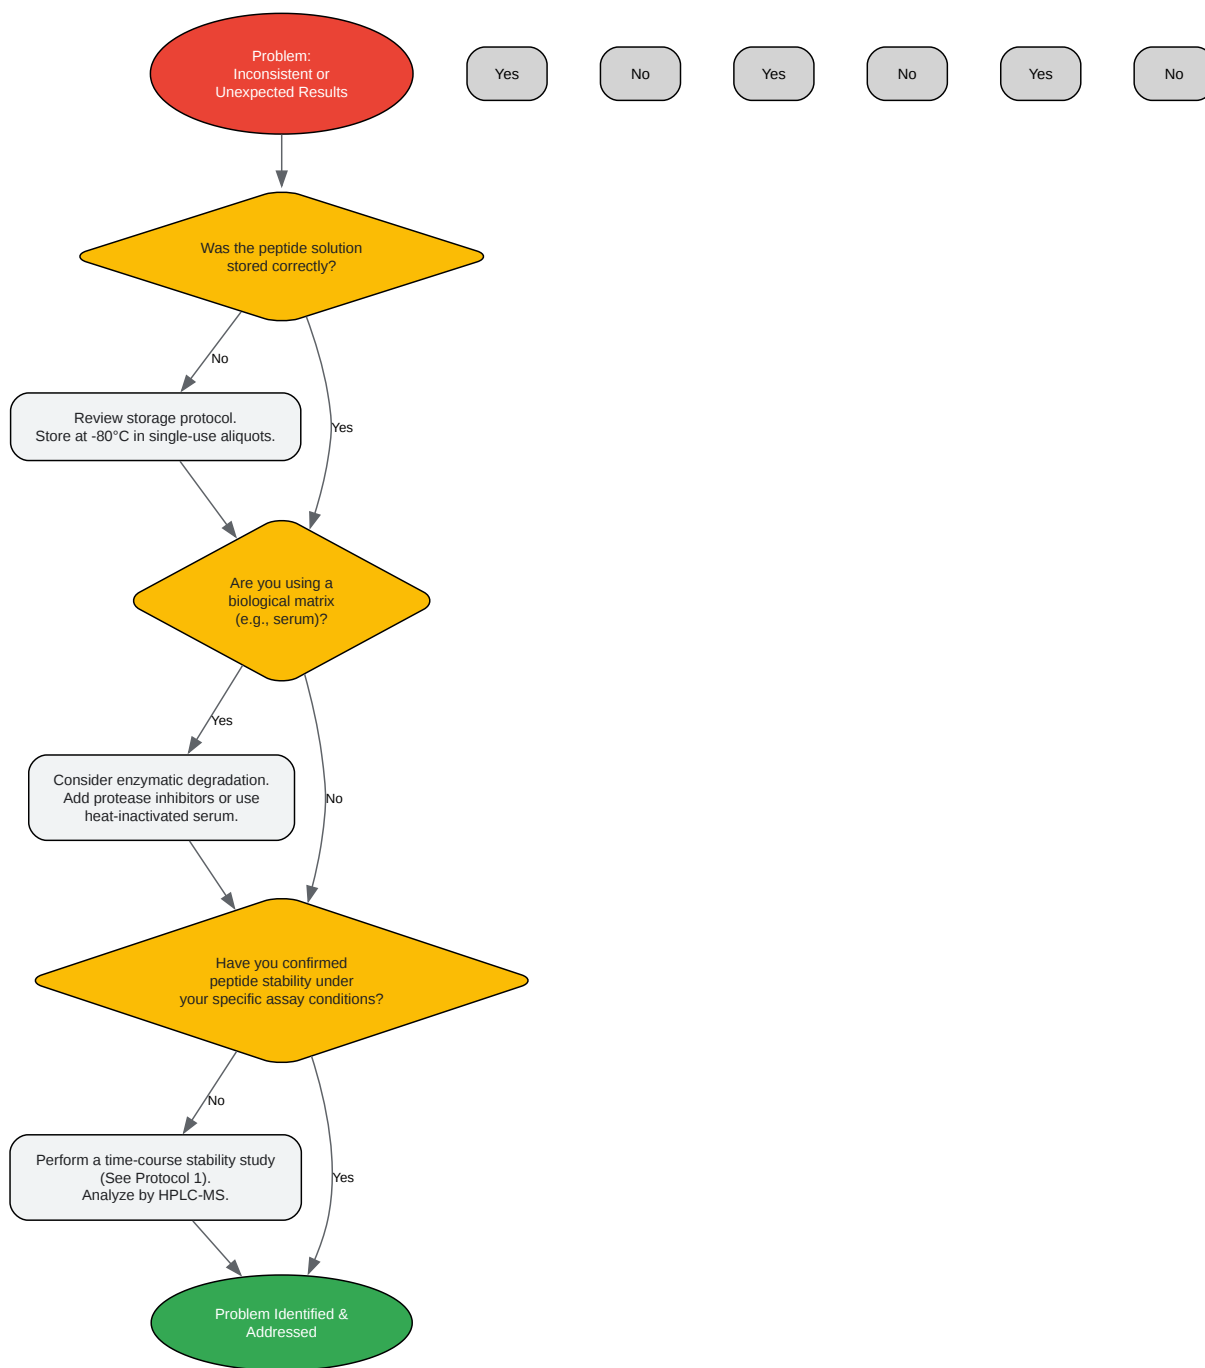 Problem:
Inconsistent or
Unexpected Results
Yes
No
Yes
No
Yes
No
Was the peptide solution
stored correctly?
No
Review storage protocol.
Store at -80°C in single-use aliquots.
Yes
Are you using a
biological matrix
(e.g., serum)?
Yes
Consider enzymatic degradation.
Add protease inhibitors or use
heat-inactivated serum.
No
Have you confirmed
peptide stability under
your specific assay conditions?
No
Perform a time-course stability study
(See Protocol 1).
Analyze by HPLC-MS.
Yes
Problem Identified &
Addressed